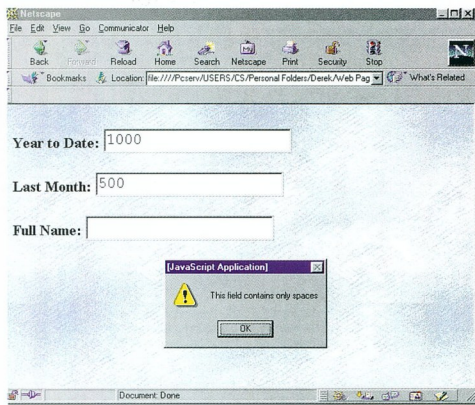 Netscape
File Edit View Go Communicator Help
Back Forward Reload Home Search Netscape Print Security Stop
N
Bookmarks Location: file:////Pcserv/USERS/CS/Personal Folders/Derek/Web Pag What's Related
Year to Date: 1000
Last Month: 500
Full Name:
[JavaScript Application]
This field contains only spaces
OK
Document: Done